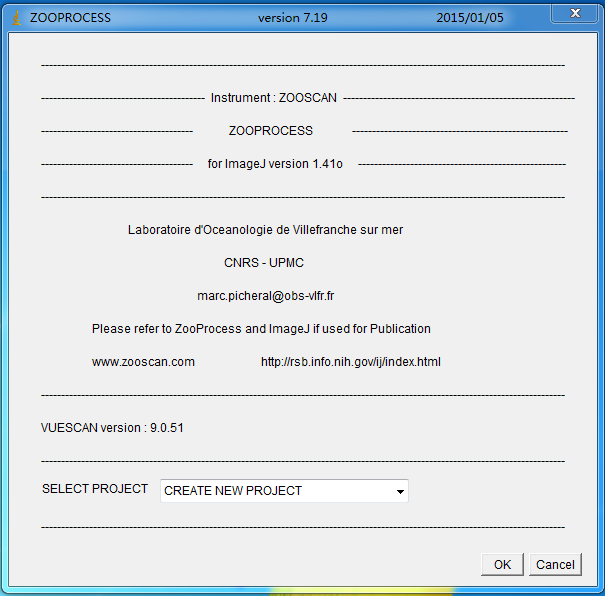 ZOOPROCESS version 7.19 2015/01/05
Instrument : ZOOSCAN
ZOOPROCESS
for ImageJ version 1.41o
Laboratoire d'Oceanologie de Villefranche sur mer
CNRS - UPMC
marc.picheral@obs-vlfr.fr
Please refer to ZooProcess and ImageJ if used for Publication
www.zooscan.com http://rsb.info.nih.gov/ij/index.html
VUESCAN version : 9.0.51
SELECT PROJECT CREATE NEW PROJECT
OK Cancel